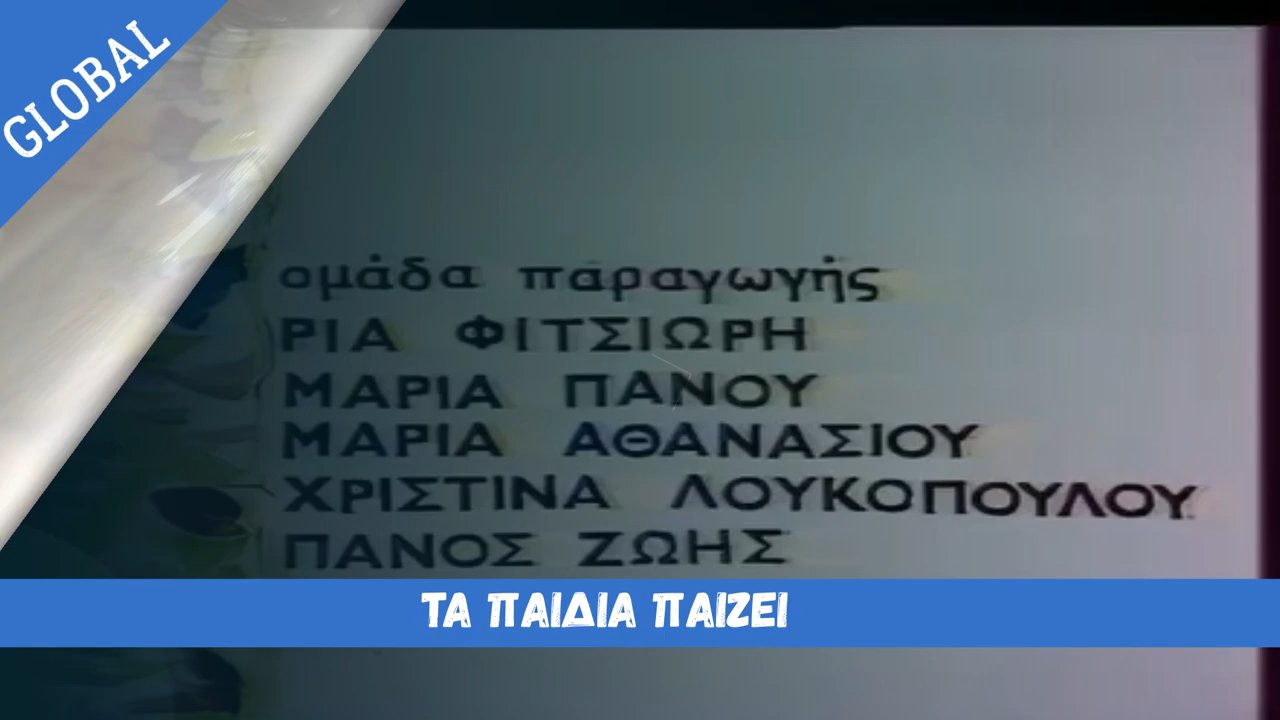 GLOBAL
ομάδα παραγωγής
ΡΙΑ ΦΙΤΣΙΩΡΗ
ΜΑΡΙΑ ΠΑΝΟΥ
ΜΑΡΙΑ ΑΘΑΝΑΣΙΟΥ
ΧΡΙΣΤΙΝΑ ΛΟΥΚΟΠΟΥΛΟΥ
ΠΑΝΟΣ ΖΩΗΣ
ΤΑ ΠΑΙΔΙΑ ΠΑΙΖΕΙ